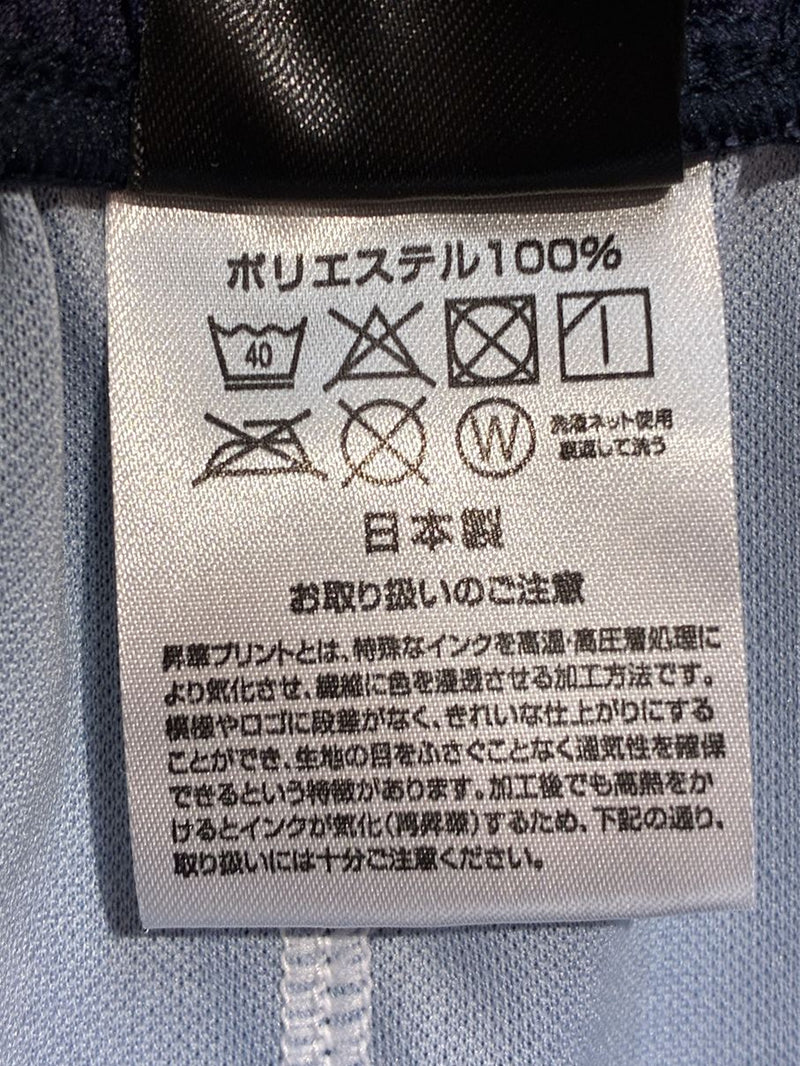 ポリエステル100%
40
W
洗濯ネット使用
裏返して洗う
日本製
お取り扱いのご注意
昇華プリントとは、特殊なインクを高温・高圧層処理に
より気化させ、繊維に色を浸透させる加工方法です。
模様やロゴに段差がなく、きれいな仕上がりにする
ことができ、生地の目をふさぐことなく通気性を確保
できるという特徴があります。加工後でも高熱をか
けるとインクが気化(再昇華)するため、下記の通り、
取り扱いには十分ご注意ください。